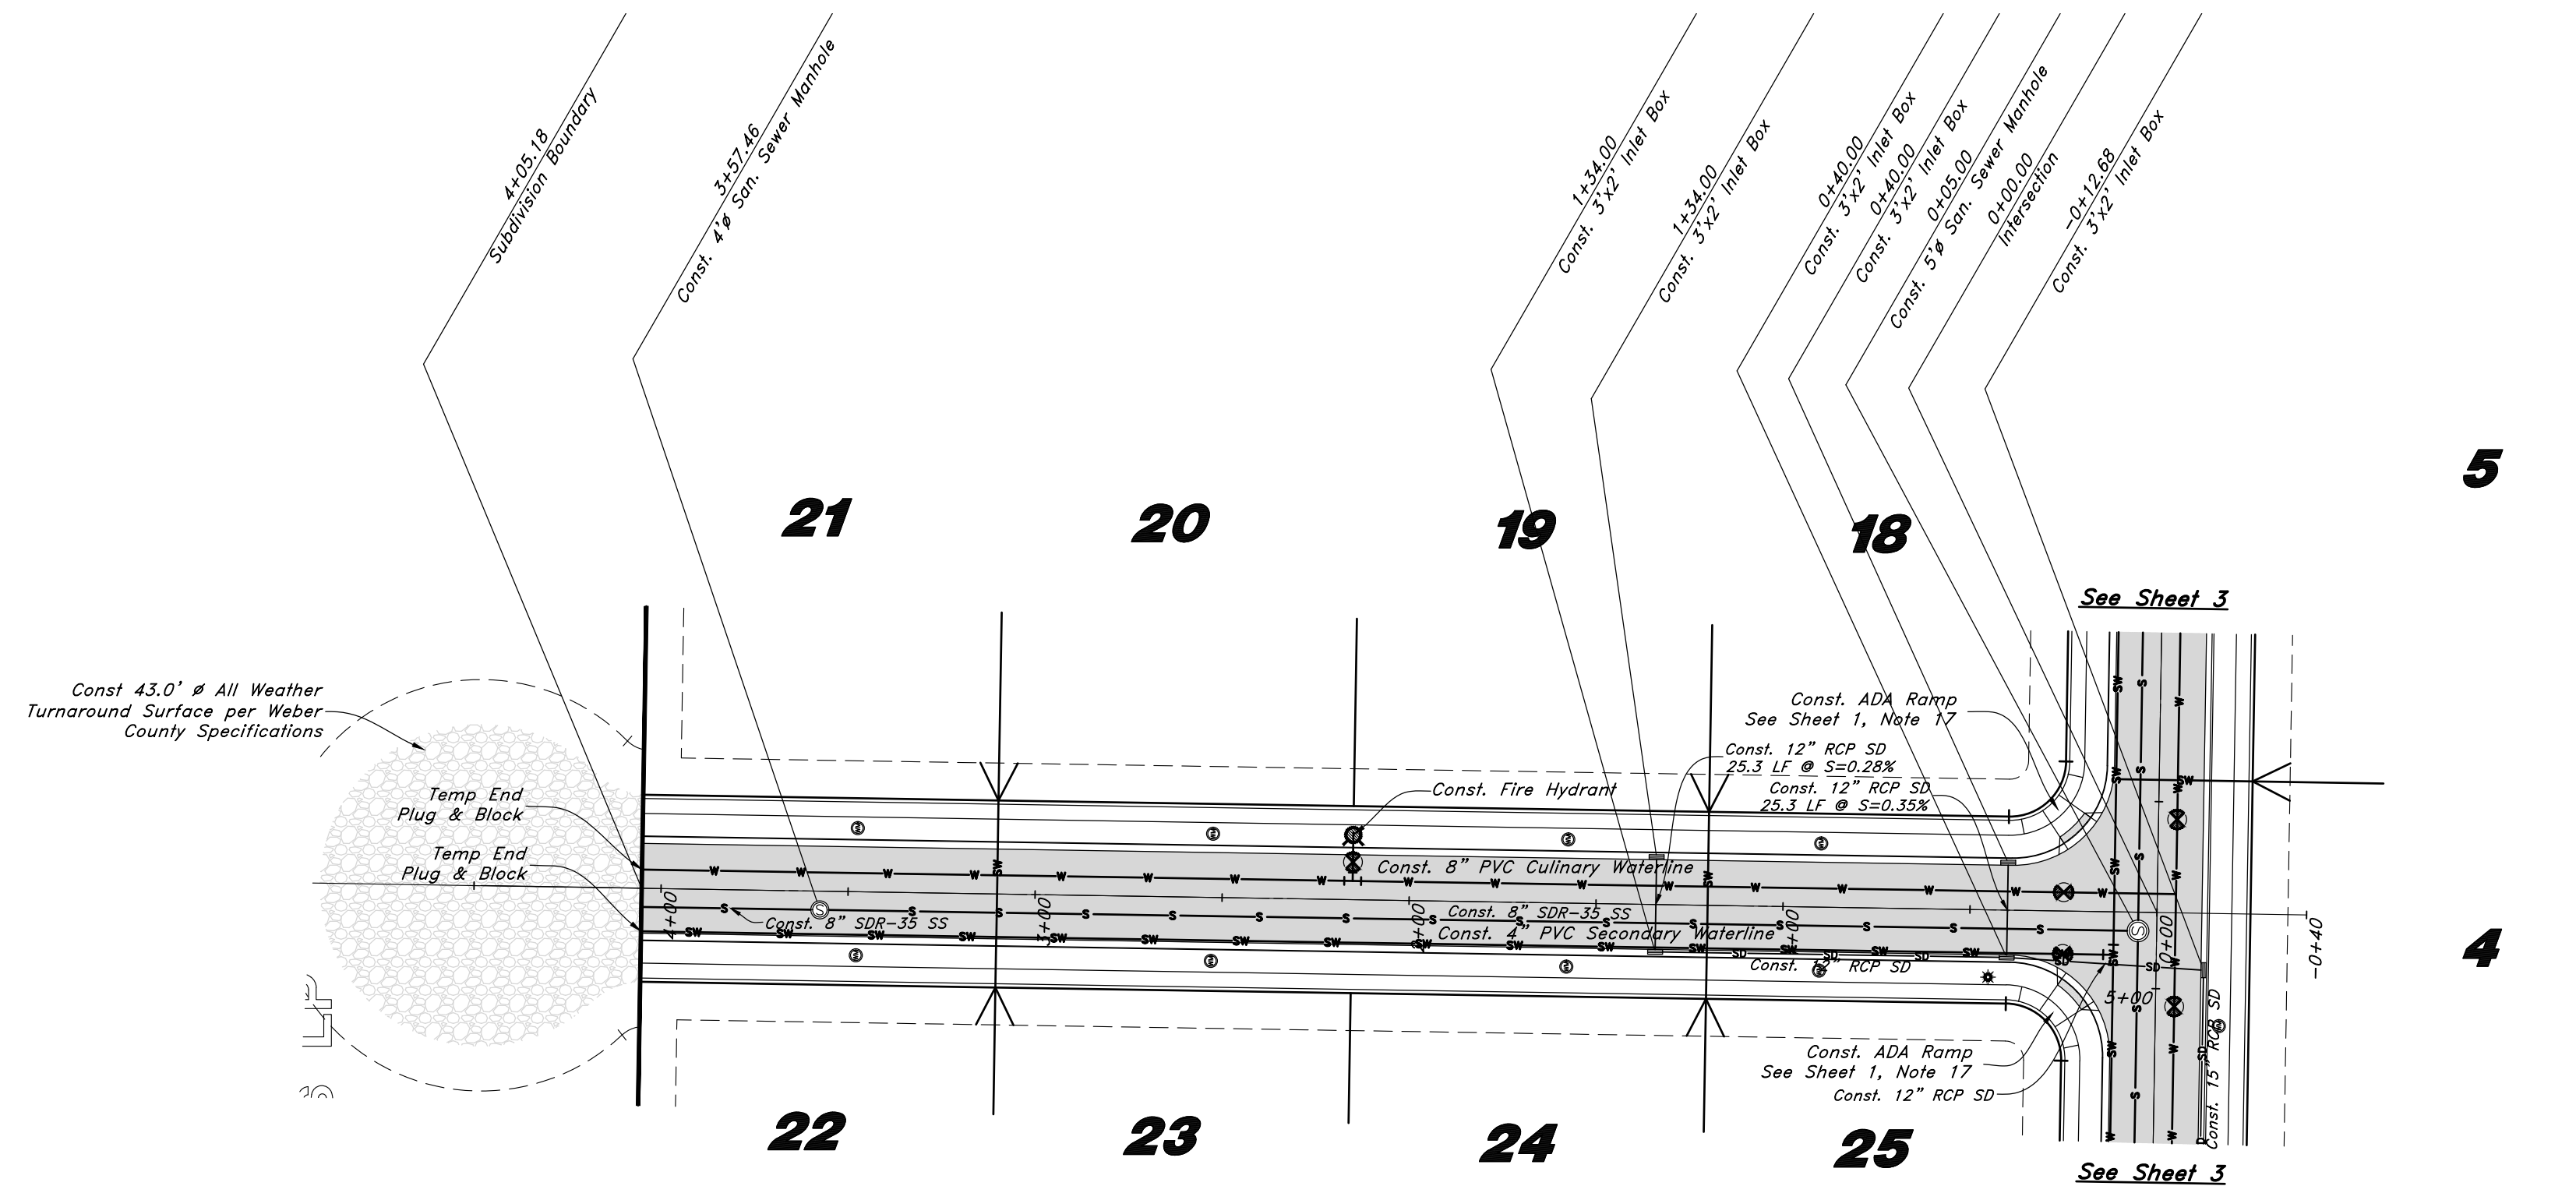 4+05.18
Subdivision Boundary
3+57.46
Const. 4'ø San. Sewer Manhole
1+34.00
Const. 3'x2' Inlet Box
1+34.00
Const. 3'x2' Inlet Box
0+40.00
Const. 3'x2' Inlet Box
0+40.00
Const. 3'x2' Inlet Box
0+05.00
Const. 5'ø San. Sewer Manhole
0+00.00
Intersection
-0+12.68
Const. 3'x2' Inlet Box
21
20
19
18
5
See Sheet 3
Const 43.0' ø All Weather
Turnaround Surface per Weber
County Specifications
Const. ADA Ramp
See Sheet 1, Note 17
Const. 12" RCP SD
25.3 LF @ S=0.28%
Const. 12" RCP SD
25.3 LF @ S=0.35%
Const. Fire Hydrant
Temp End
Plug & Block
Temp End
Plug & Block
Const. 8" PVC Culinary Waterline
Const. 8" SDR-35 SS
Const. 8" SDR-35 SS
Const. 4" PVC Secondary Waterline
Const. 12" RCP SD
4+00
3+00
2+00
1+00
0+00
-0+40
5+00
4
Const. 15" RCP SD
Const. ADA Ramp
See Sheet 1, Note 17
Const. 12" RCP SD
22
23
24
25
See Sheet 3